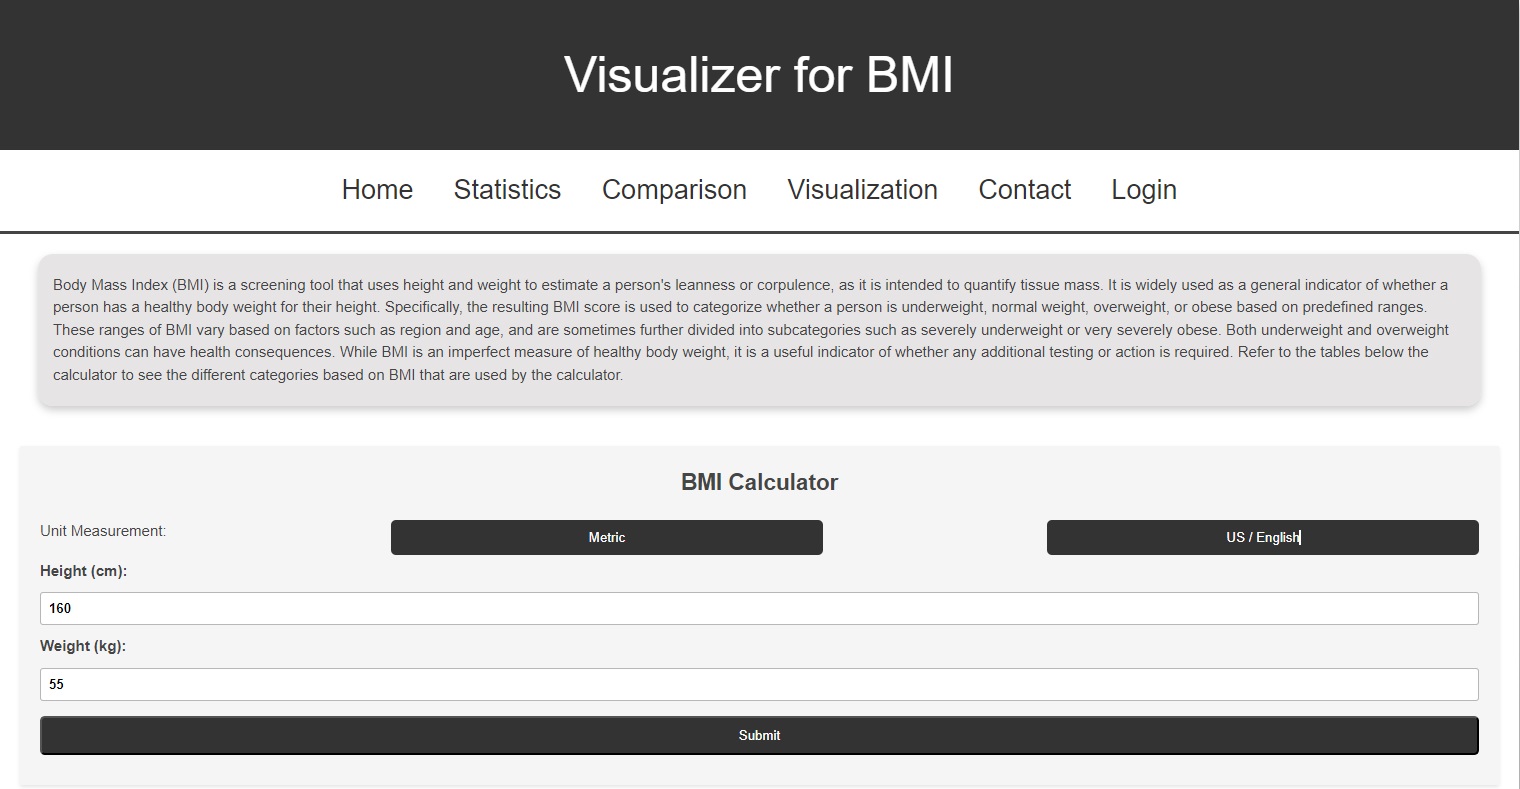 Visualizer for BMI
Home Statistics Comparison Visualization Contact Login
Body Mass Index (BMI) is a screening tool that uses height and weight to estimate a person's leanness or corpulence, as it is intended to quantify tissue mass. It is widely used as a general indicator of whether a
person has a healthy body weight for their height. Specifically, the resulting BMI score is used to categorize whether a person is underweight, normal weight, overweight, or obese based on predefined ranges.
These ranges of BMI vary based on factors such as region and age, and are sometimes further divided into subcategories such as severely underweight or very severely obese. Both underweight and overweight
conditions can have health consequences. While BMI is an imperfect measure of healthy body weight, it is a useful indicator of whether any additional testing or action is required. Refer to the tables below the
calculator to see the different categories based on BMI that are used by the calculator.
BMI Calculator
Unit Measurement: Metric US / English
Height (cm):
160
Weight (kg):
55
Submit